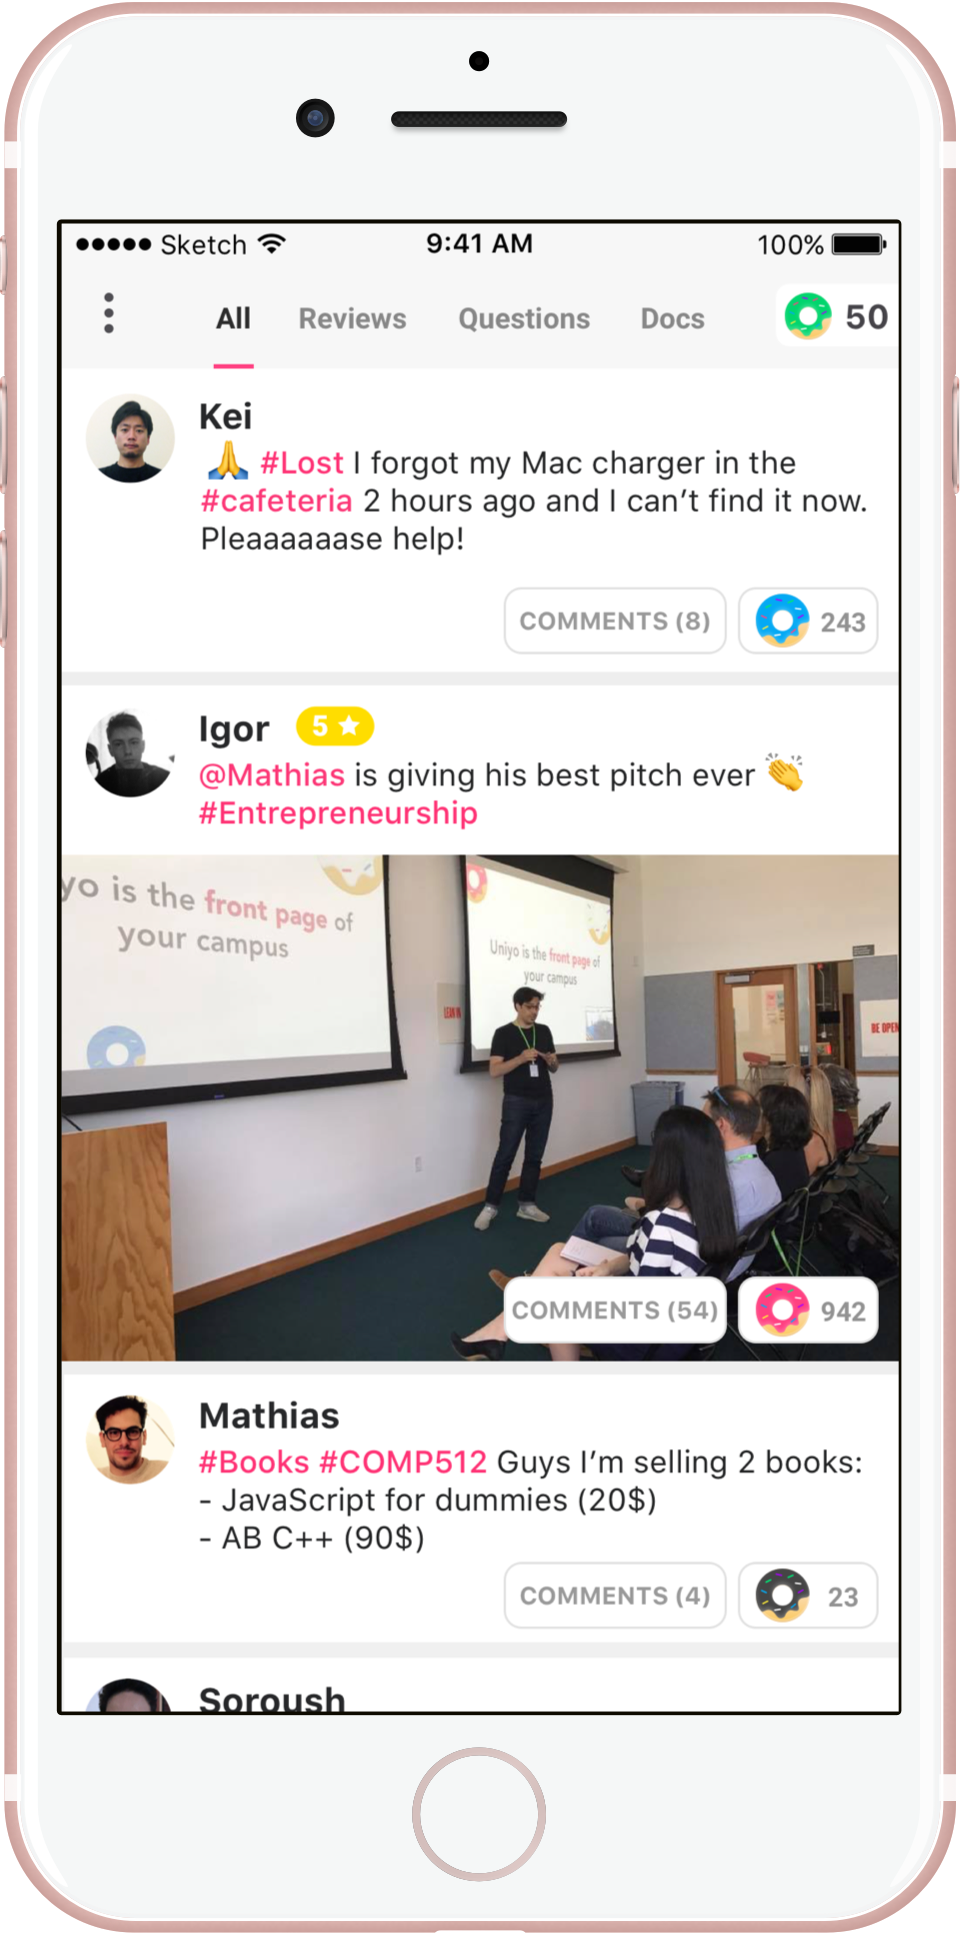 Sketch 9:41 AM 100%
All Reviews Questions Docs 50
Kei
🙏 #Lost I forgot my Mac charger in the
#cafeteria 2 hours ago and I can’t find it now.
Pleaaaaaase help!
COMMENTS (8) 243
Igor 5 ★
@Mathias is giving his best pitch ever 👏
#Entrepreneurship
yo is the front page of
your campus
Uniyo is the front page of
your campus
LEAN IN
BE OPEN
COMMENTS (54) 942
Mathias
#Books #COMP512 Guys I’m selling 2 books:
- JavaScript for dummies (20$)
- AB C++ (90$)
COMMENTS (4) 23
Soroush